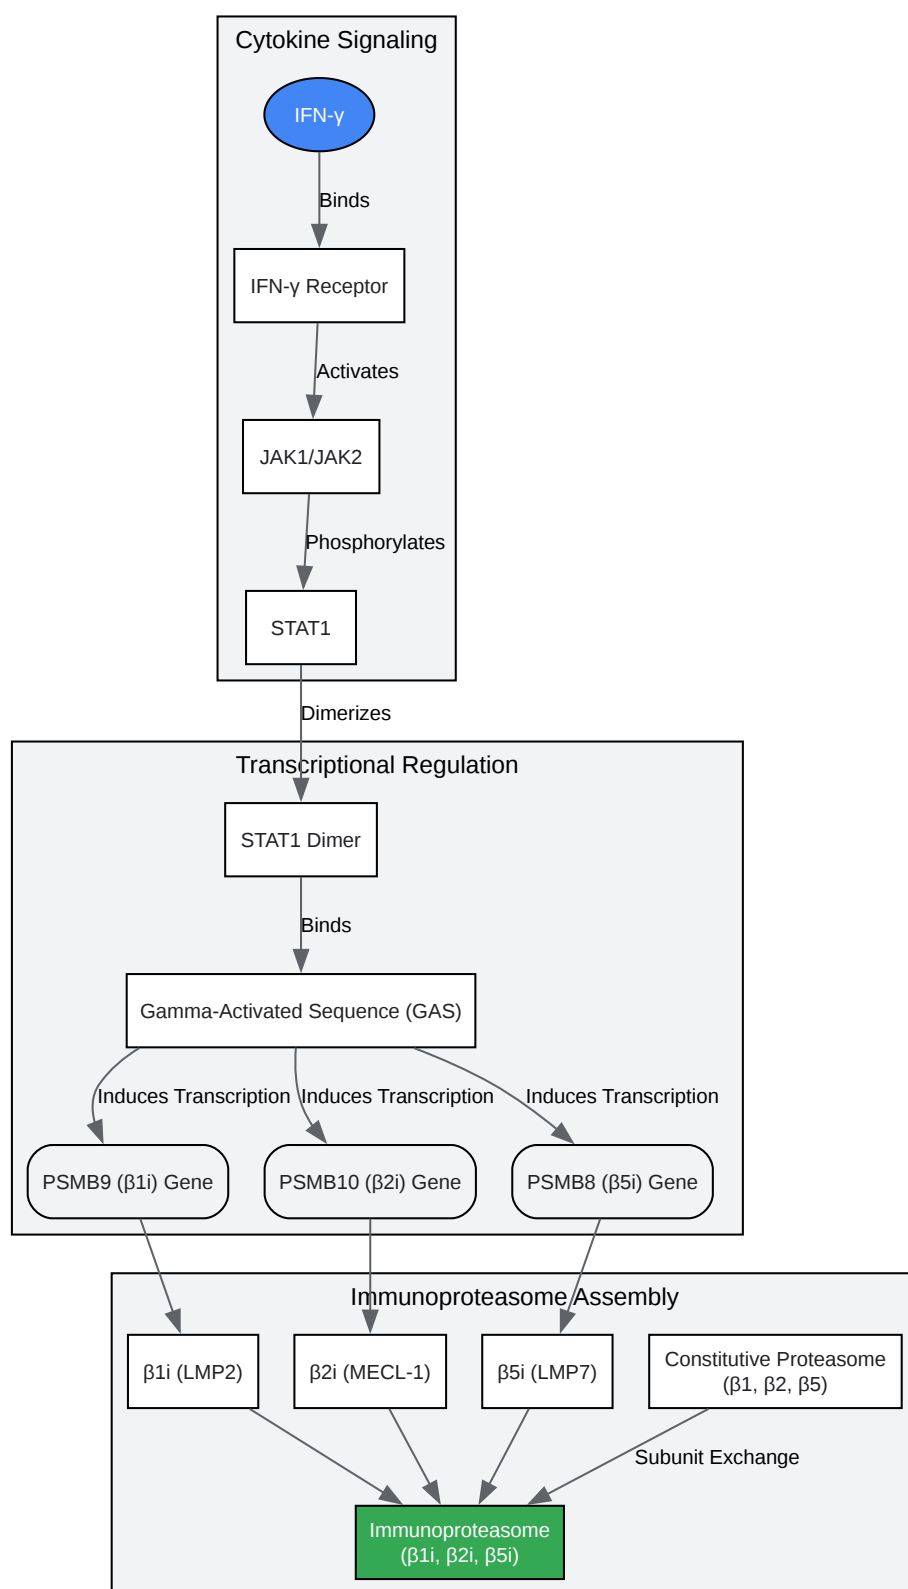 Cytokine Signaling
IFN-γ
Binds
IFN-γ Receptor
Activates
JAK1/JAK2
Phosphorylates
STAT1
Dimerizes
Transcriptional Regulation
STAT1 Dimer
Binds
Gamma-Activated Sequence (GAS)
Induces Transcription
Induces Transcription
Induces Transcription
PSMB9 (β1i) Gene
PSMB10 (β2i) Gene
PSMB8 (β5i) Gene
Immunoproteasome Assembly
β1i (LMP2)
β2i (MECL-1)
β5i (LMP7)
Constitutive Proteasome
(β1, β2, β5)
Subunit Exchange
Immunoproteasome
(β1i, β2i, β5i)